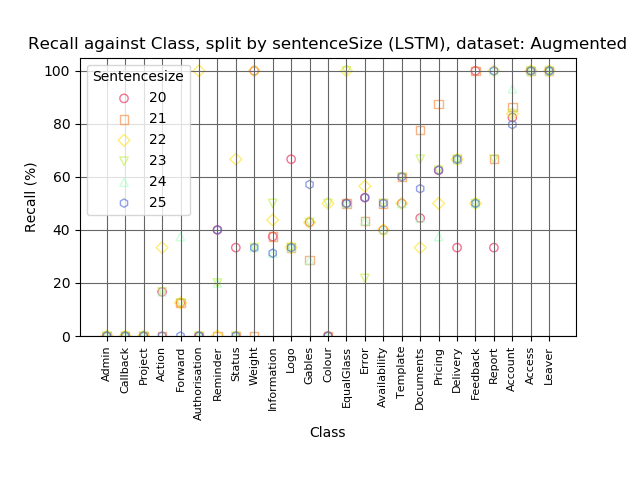 Recall against Class, split by sentenceSize (LSTM), dataset: Augmented
Recall (%)
100
80
60
40
20
0
Sentencesize
20
21
22
23
24
25
Admin
Callback
Project
Action
Forward
Authorisation
Reminder
Status
Weight
Information
Logo
Gables
Colour
EqualGlass
Error
Availability
Template
Documents
Pricing
Delivery
Feedback
Report
Account
Access
Leaver
Class